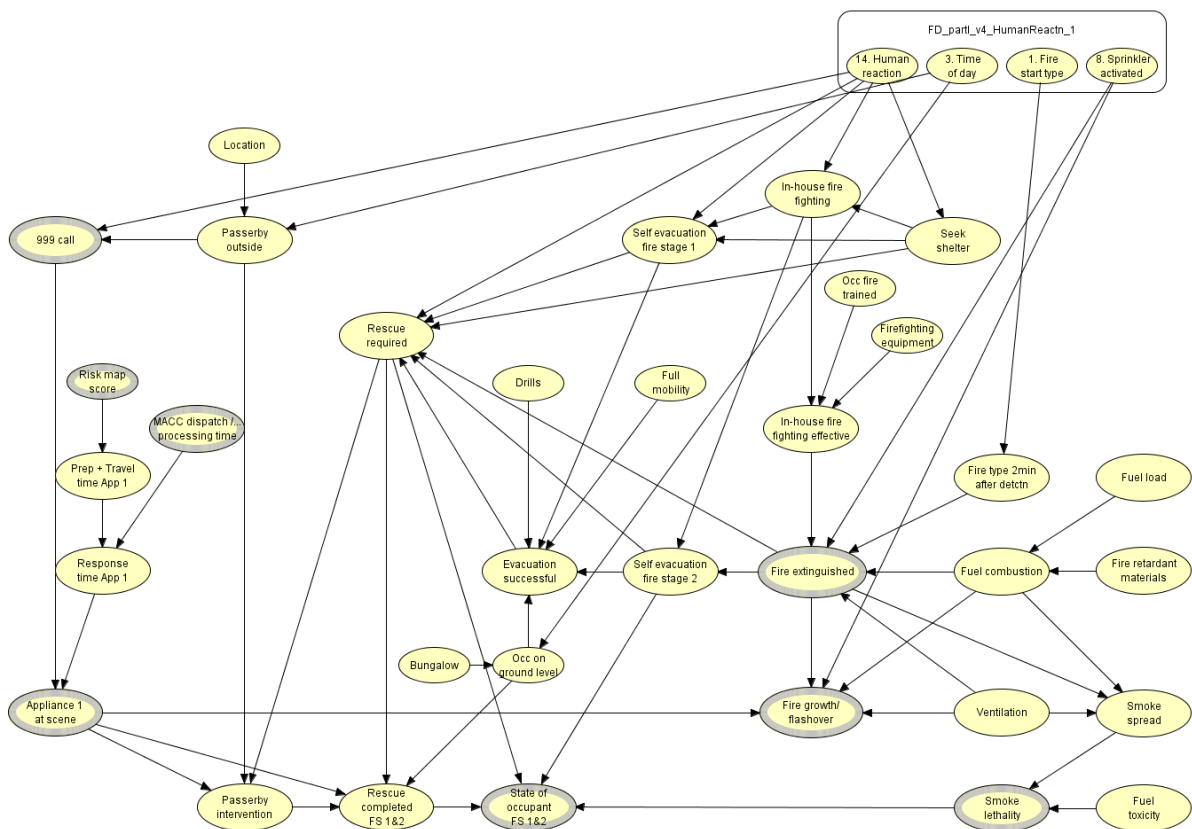 FD_partI_v4_HumanReactn_1
14. Human
reaction
3. Time
of day
1. Fire
start type
8. Sprinkler
activated
Location
In-house fire
fighting
999 call
Passerby
outside
Self evacuation
fire stage 1
Seek
shelter
Occ fire
trained
Rescue
required
Firefighting
equipment
Risk map
score
Drills
Full
mobility
MACC dispatch /...
processing time
In-house fire
fighting effective
Prep + Travel
time App 1
Fire type 2min
after detctn
Fuel load
Response
time App 1
Evacuation
successful
Self evacuation
fire stage 2
Fire extinguished
Fuel combustion
Fire retardant
materials
Bungalow
Occ on
ground level
Appliance 1
at scene
Fire growth/
flashover
Ventilation
Smoke
spread
Passerby
intervention
Rescue
completed
FS 1&2
State of
occupant
FS 1&2
Smoke
lethality
Fuel
toxicity